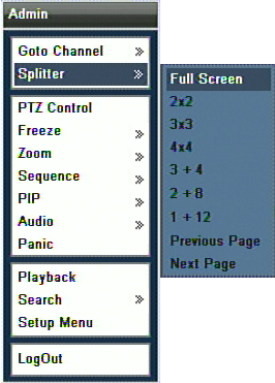 Admin
Goto Channel »
Splitter »
PTZ Control
Freeze »
Zoom »
Sequence »
PIP »
Audio »
Panic
Playback
Search »
Setup Menu
LogOut
Full Screen
2x2
3x3
4x4
3 + 4
2 + 8
1 + 12
Previous Page
Next Page